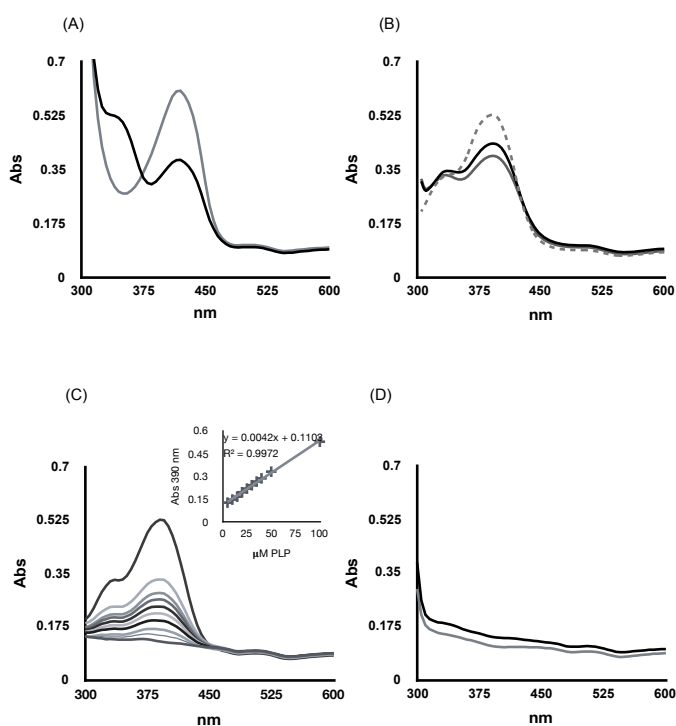 (A)
(B)
0.7
0.525
0.35
0.175
0
Abs
300 375 450 525 600
nm
0.7
0.525
0.35
0.175
0
Abs
300 375 450 525 600
nm
(C)
(D)
0.7
0.525
0.35
0.175
0
Abs
300 375 450 525 600
nm
0.6
0.45
0.3
0.15
0
Abs 390 nm
y = 0.0042x + 0.1103
R² = 0.9972
0 25 50 75 100
µM PLP
0.7
0.525
0.35
0.175
0
Abs
300 375 450 525 600
nm